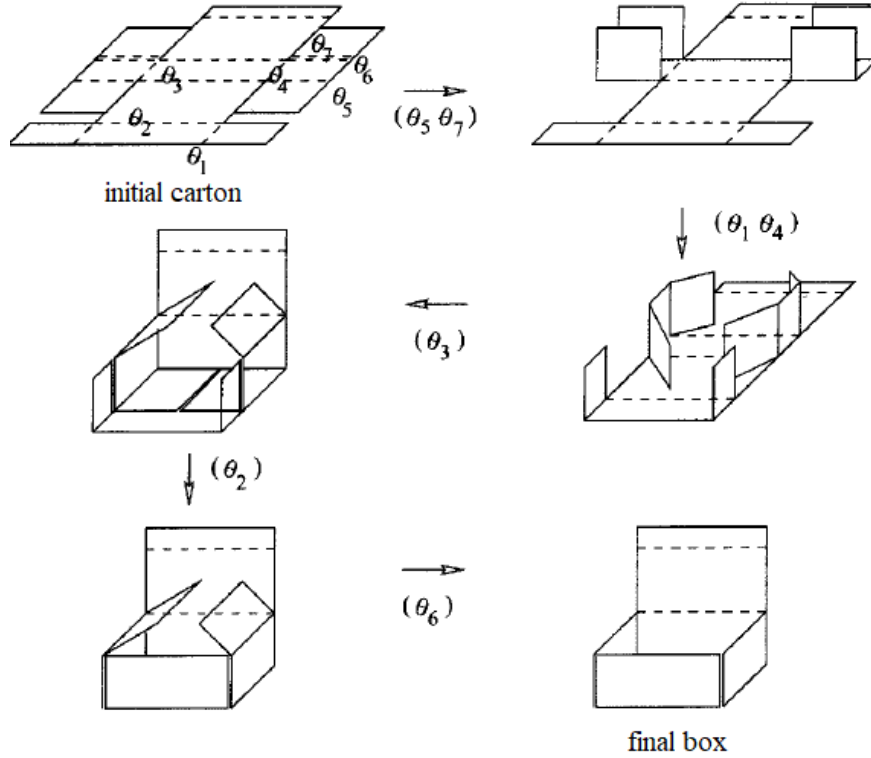 θ7
θ3
θ4
θ6
θ5
θ2
θ1
(θ5 θ7)
initial carton
(θ1 θ4)
(θ3)
(θ2)
(θ6)
final box